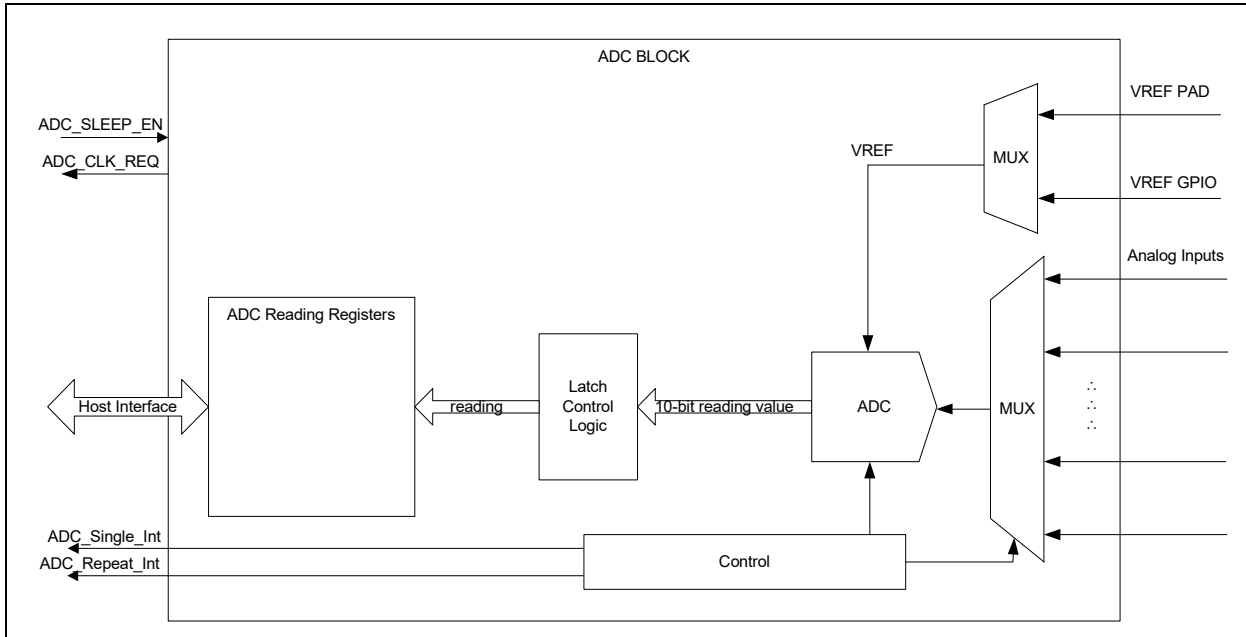 ADC BLOCK
ADC_SLEEP_EN
ADC_CLK_REQ
VREF PAD
VREF
MUX
VREF GPIO
Analog Inputs
ADC Reading Registers
Host Interface
reading
Latch
Control
Logic
10-bit reading value
ADC
MUX
ADC_Single_Int
ADC_Repeat_Int
Control